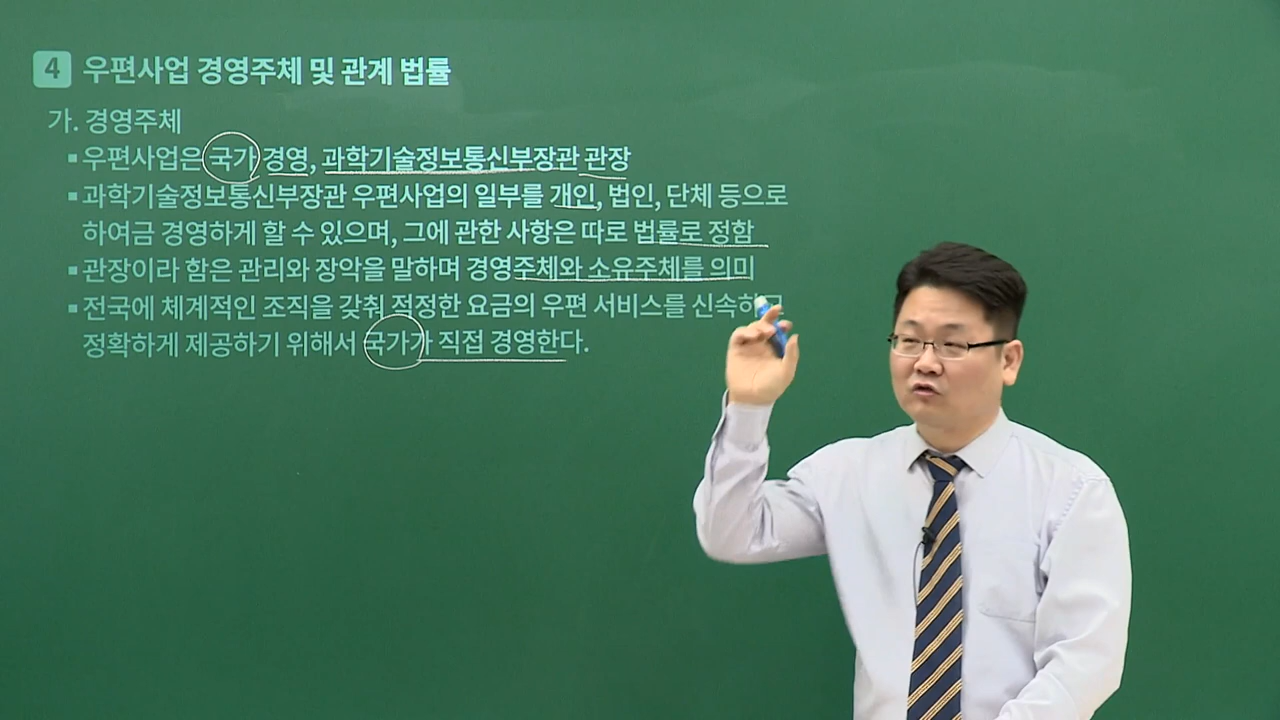 4 우편사업 경영주체 및 관계 법률
가. 경영주체
▪우편사업은 국가 경영, 과학기술정보통신부장관 관장
▪과학기술정보통신부장관 우편사업의 일부를 개인, 법인, 단체 등으로
하여금 경영하게 할 수 있으며, 그에 관한 사항은 따로 법률로 정함
▪관장이라 함은 관리와 장악을 말하며 경영주체와 소유주체를 의미
▪전국에 체계적인 조직을 갖춰 적정한 요금의 우편 서비스를 신속하고
정확하게 제공하기 위해서 국가가 직접 경영한다.